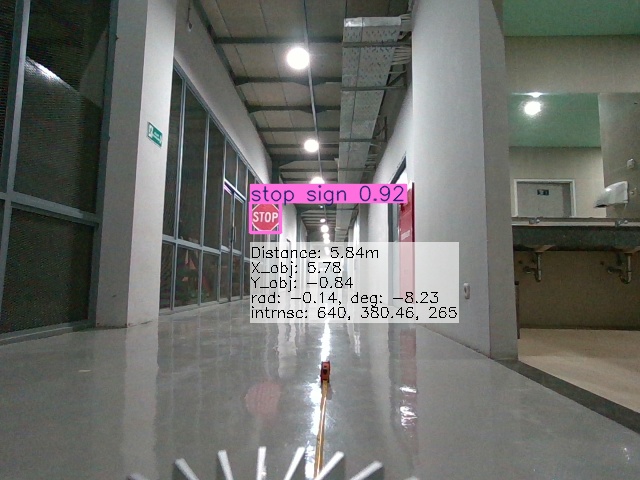 stop sign 0.92
STOP
Distance: 5.84m
X_obj: 5.78
Y_obj: −0.84
rad: −0.14, deg: −8.23
intrnsc: 640, 380.46, 265